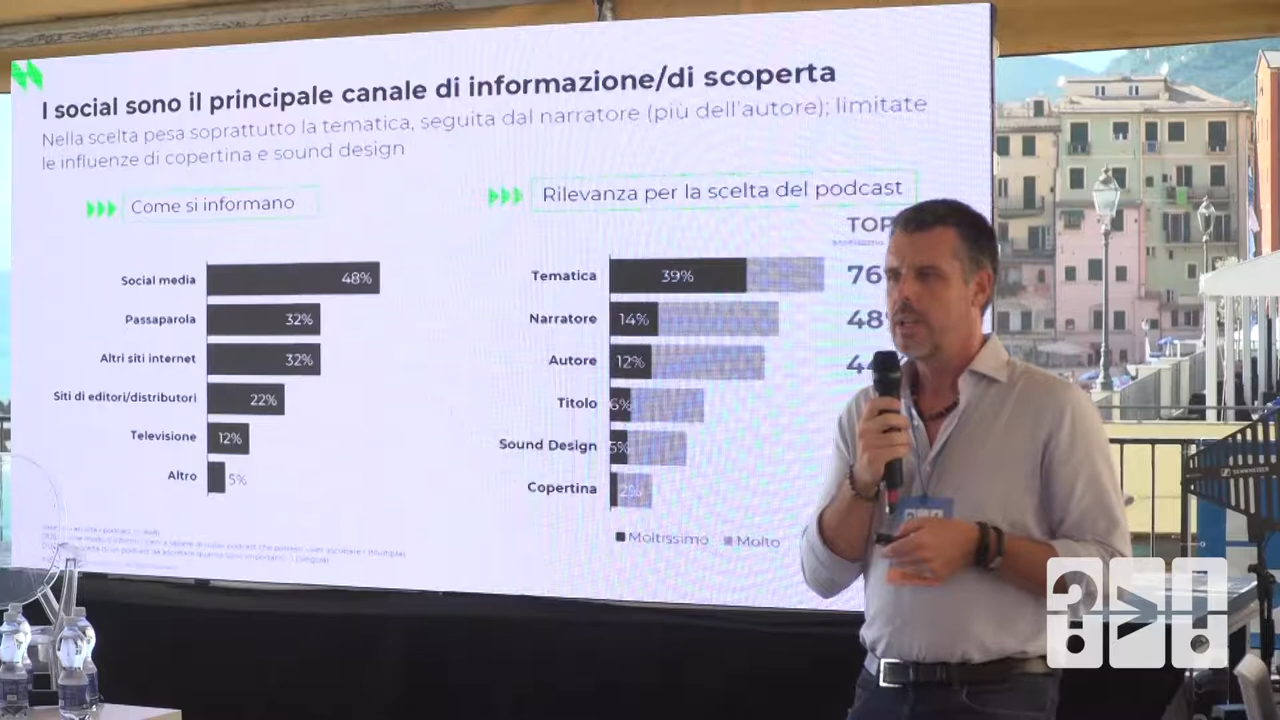 I social sono il principale canale di informazione/di scoperta
Nella scelta pesa soprattutto la tematica, seguita dal narratore (più dell'autore); limitate
le influenze di copertina e sound design
Come si informano
Social media 48%
Passaparola 32%
Altri siti internet 32%
Siti di editori/distributori 22%
Televisione 12%
Altro 5%
Rilevanza per la scelta del podcast
TOP
Tematica 39% 76
Narratore 14% 48
Autore 12% 44
Titolo 6%
Sound Design 5%
Copertina 2%
Moltissimo Molto
SENNHEISER
? > !